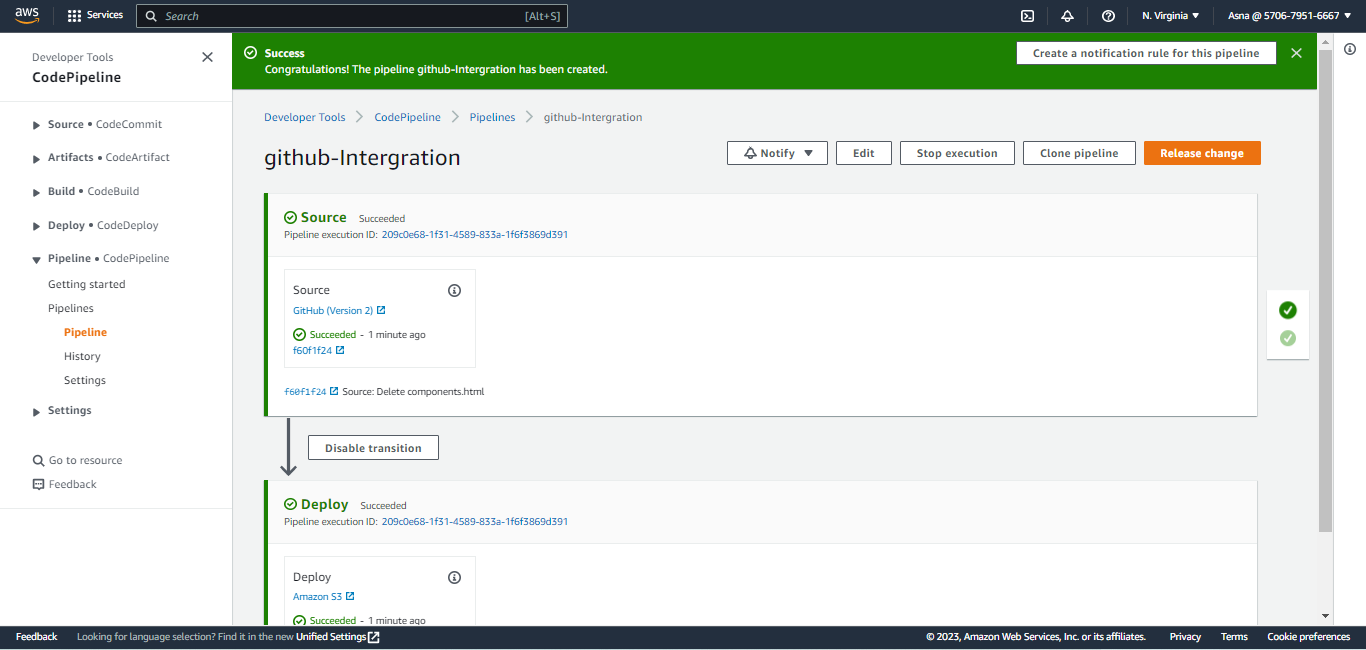 aws
Services
Search [Alt+S]
N. Virginia
Asna @ 5706-7951-6667
Developer Tools
CodePipeline
Source • CodeCommit
Artifacts • CodeArtifact
Build • CodeBuild
Deploy • CodeDeploy
Pipeline • CodePipeline
Getting started
Pipelines
Pipeline
History
Settings
Settings
Go to resource
Feedback
Success
Congratulations! The pipeline github-Intergration has been created.
Create a notification rule for this pipeline
Developer Tools > CodePipeline > Pipelines > github-Intergration
github-Intergration
Notify
Edit
Stop execution
Clone pipeline
Release change
Source Succeeded
Pipeline execution ID: 209c0e68-1f31-4589-833a-1f6f3869d391
Source
GitHub (Version 2)
Succeeded - 1 minute ago
f60f1f24
f60f1f24 Source: Delete components.html
Disable transition
Deploy Succeeded
Pipeline execution ID: 209c0e68-1f31-4589-833a-1f6f3869d391
Deploy
Amazon S3
Succeeded - 1 minute ago
Feedback
Looking for language selection? Find it in the new Unified Settings
© 2023, Amazon Web Services, Inc. or its affiliates.
Privacy
Terms
Cookie preferences